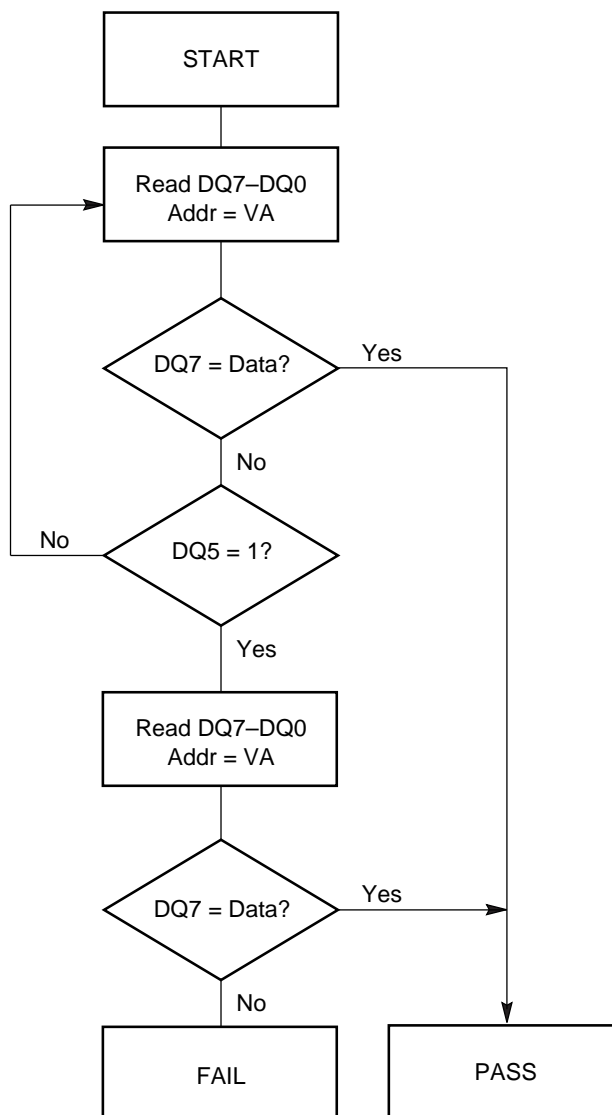 START
Read DQ7–DQ0
Addr = VA
DQ7 = Data?
Yes
No
No
DQ5 = 1?
Yes
Read DQ7–DQ0
Addr = VA
DQ7 = Data?
Yes
No
FAIL
PASS